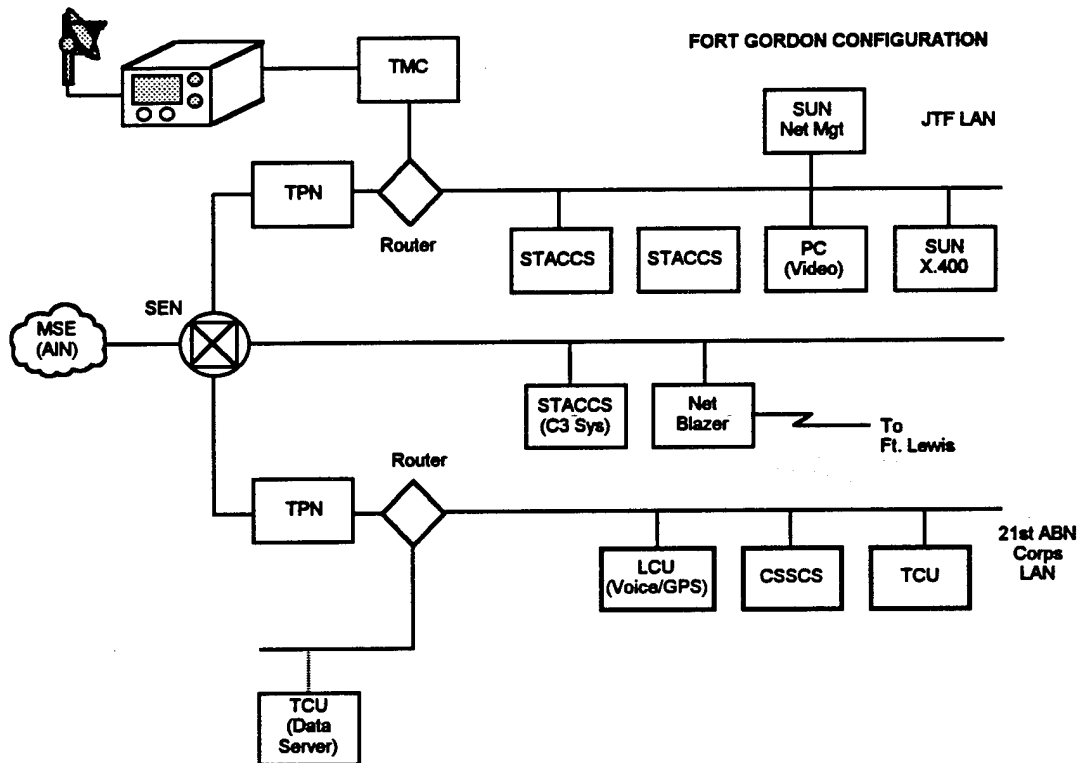 FORT GORDON CONFIGURATION
TMC
SUN
Net Mgt
JTF LAN
TPN
Router
STACCS
STACCS
PC
(Video)
SUN
X.400
SEN
MSE
(AIN)
STACCS
(C3 Sys)
Net
Blazer
To
Ft. Lewis
Router
TPN
LCU
(Voice/GPS)
CSSCS
TCU
21st ABN
Corps
LAN
TCU
(Data
Server)